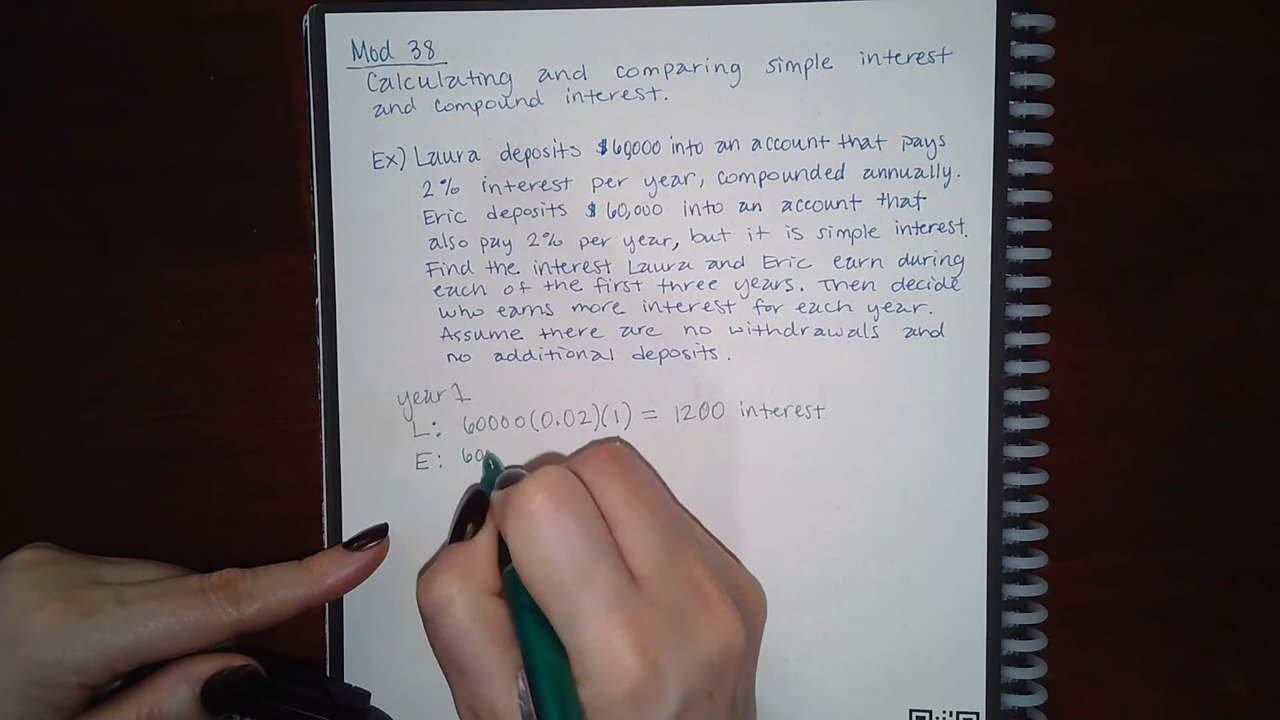 Mod 38
Calculating and comparing simple interest
and compound interest.
Ex) Laura deposits $60000 into an account that pays
2% interest per year, compounded annually.
Eric deposits $60,000 into an account that
also pay 2% per year, but it is simple interest.
Find the interest Laura and Eric earn during
each of the first three years. Then decide
who earns more interest for each year.
Assume there are no withdrawals and
no additional deposits.
year 1
L: 60000(0.02)(1) = 1200 interest
E: 60